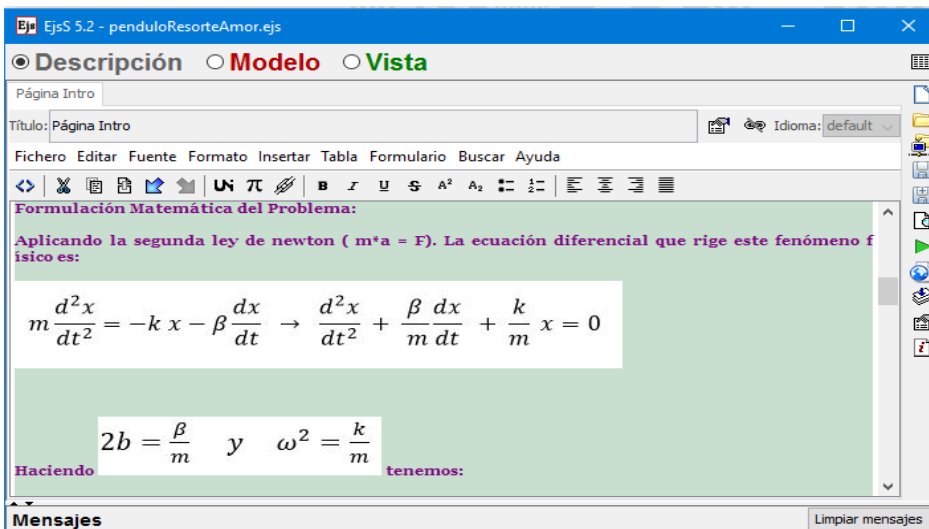 EjsS 5.2 - penduloResorteAmor.ejs
Descripción Modelo Vista
Página Intro
Título: Página Intro Idioma: default
Fichero Editar Fuente Formato Insertar Tabla Formulario Buscar Ayuda
Formulación Matemática del Problema:
Aplicando la segunda ley de newton ( m*a = F). La ecuación diferencial que rige este fenómeno f
ísico es:
m d²x/dt² = -k x - β dx/dt → d²x/dt² + β/m dx/dt + k/m x = 0
2b = β/m y ω² = k/m
Haciendo tenemos:
Mensajes Limpiar mensajes